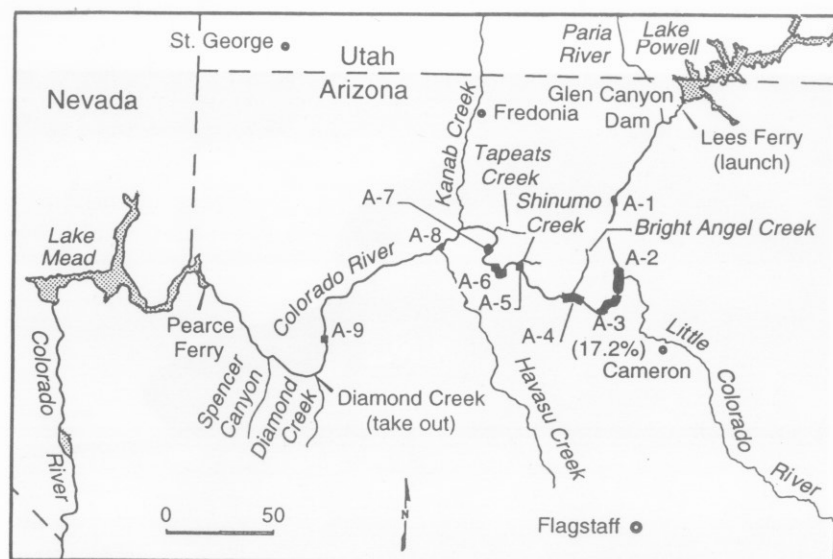 St. George
Utah
Arizona
Nevada
Paria
River
Lake
Powell
Glen Canyon
Dam
Lees Ferry
(launch)
Fredonia
Kanab Creek
Tapeats
Creek
Shinumo
Creek
A-1
Bright Angel Creek
A-7
A-8
A-2
A-6
A-5
A-4
A-3
(17.2%)
Lake
Mead
Colorado River
Pearce
Ferry
A-9
Little
Colorado
River
Cameron
Spencer
Canyon
Diamond
Creek
Diamond Creek
(take out)
Havasu Creek
Colorado
River
0
50
N
Flagstaff